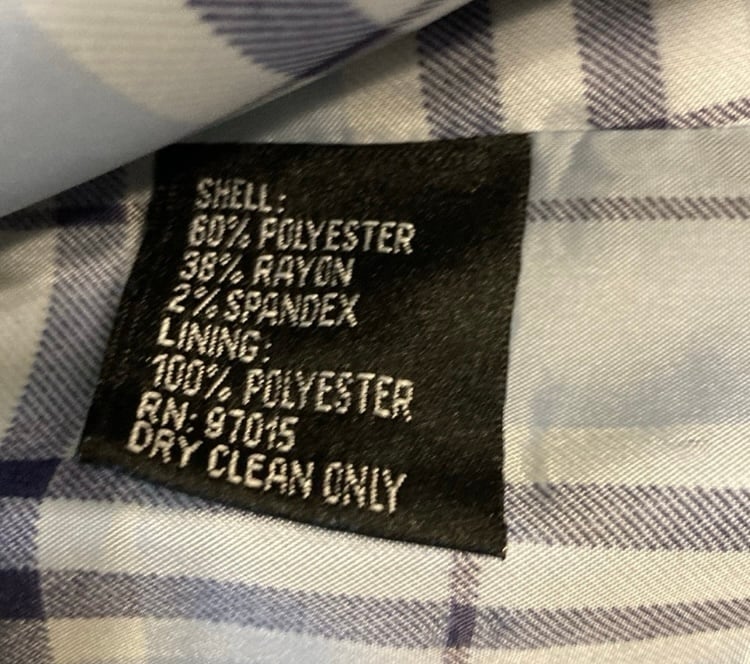 SHELL:
60% POLYESTER
38% RAYON
2% SPANDEX
LINING:
100% POLYESTER
RN: 97015
DRY CLEAN ONLY